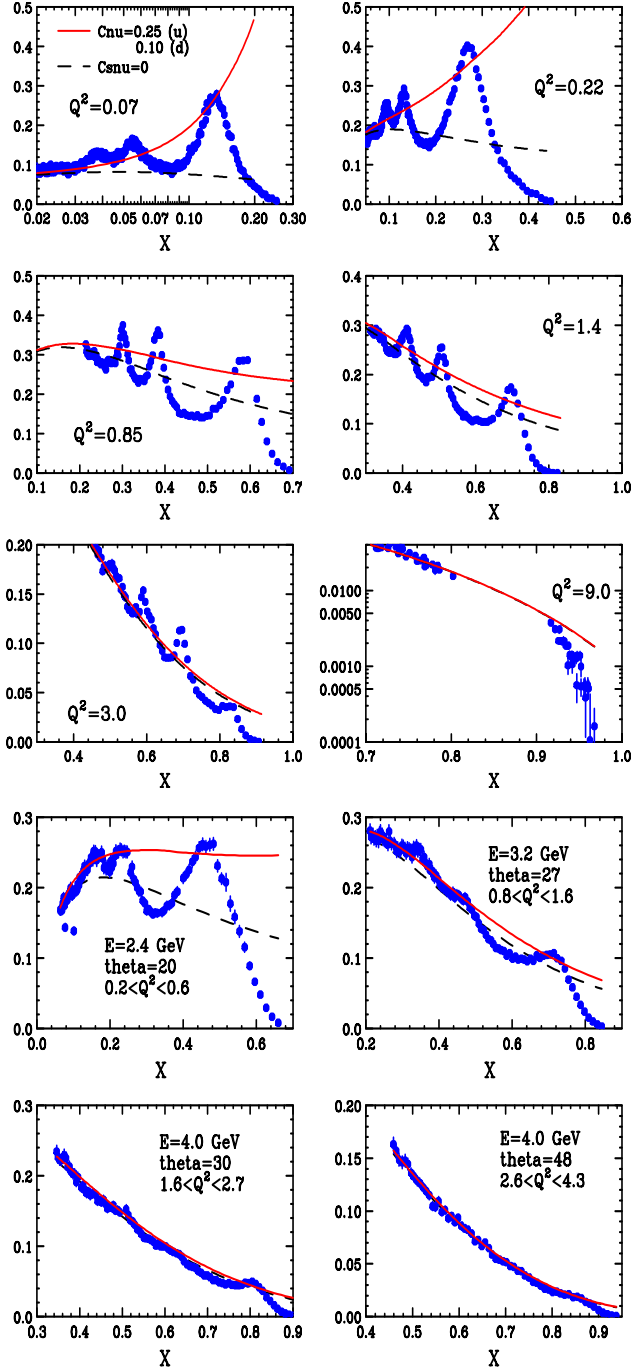 0.5 0.4 0.3 0.2 0.1 0.0
Cnu=0.25 (u)
0.10 (d)
Csnu=0
Q²=0.07
0.02 0.03 0.05 0.07 0.10 0.20 0.30
X
0.5 0.4 0.3 0.2 0.1 0.0
Q²=0.22
0.1 0.2 0.3 0.4 0.5 0.6
X
0.5 0.4 0.3 0.2 0.1 0.0
Q²=0.85
0.1 0.2 0.3 0.4 0.5 0.6 0.7
X
0.4 0.3 0.2 0.1 0.0
Q²=1.4
0.4 0.6 0.8 1.0
X
0.20 0.15 0.10 0.05 0.00
Q²=3.0
0.4 0.6 0.8 1.0
X
0.0100 0.0050 0.0010 0.0005 0.0001
Q²=9.0
0.7 0.8 0.9 1.0
X
0.3 0.2 0.1 0.0
E=2.4 GeV
theta=20
0.2<Q²<0.6
0.0 0.2 0.4 0.6
X
0.3 0.2 0.1 0.0
E=3.2 GeV
theta=27
0.8<Q²<1.6
0.2 0.3 0.4 0.5 0.6 0.7 0.8 0.9
X
0.3 0.2 0.1 0.0
E=4.0 GeV
theta=30
1.6<Q²<2.7
0.3 0.4 0.5 0.6 0.7 0.8 0.9
X
0.20 0.15 0.10 0.05 0.00
E=4.0 GeV
theta=48
2.6<Q²<4.3
0.4 0.5 0.6 0.7 0.8 0.9
X